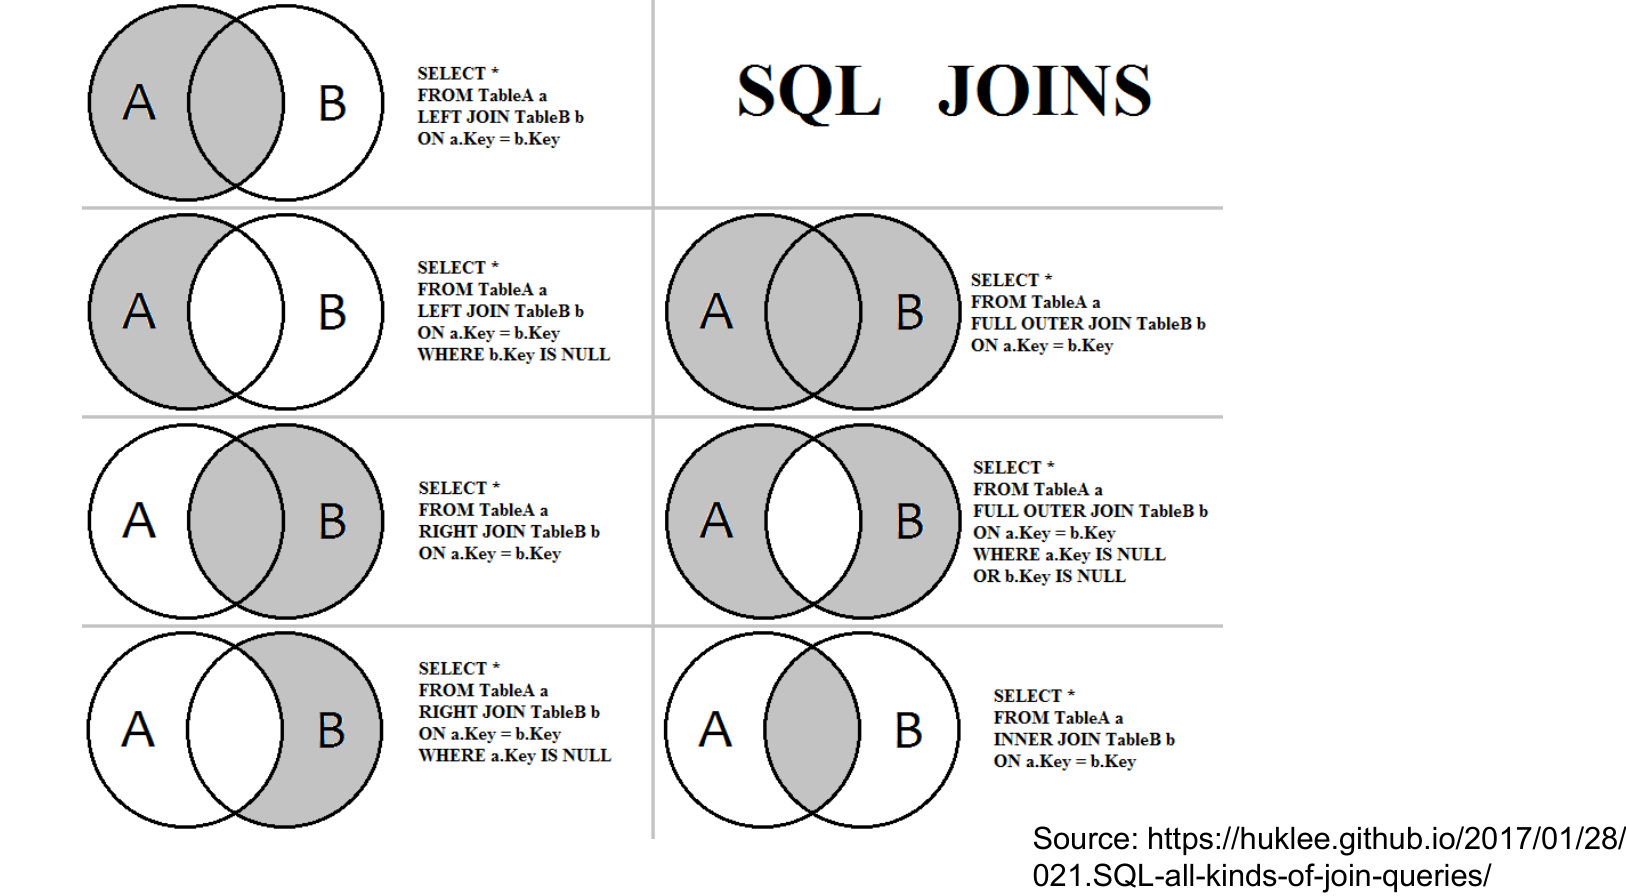 A
B
SELECT *
FROM TableA a
LEFT JOIN TableB b
ON a.Key = b.Key
SQL JOINS
A
B
SELECT *
FROM TableA a
LEFT JOIN TableB b
ON a.Key = b.Key
WHERE b.Key IS NULL
A
B
SELECT *
FROM TableA a
FULL OUTER JOIN TableB b
ON a.Key = b.Key
A
B
SELECT *
FROM TableA a
RIGHT JOIN TableB b
ON a.Key = b.Key
A
B
SELECT *
FROM TableA a
FULL OUTER JOIN TableB b
ON a.Key = b.Key
WHERE a.Key IS NULL
OR b.Key IS NULL
A
B
SELECT *
FROM TableA a
RIGHT JOIN TableB b
ON a.Key = b.Key
WHERE a.Key IS NULL
A
B
SELECT *
FROM TableA a
INNER JOIN TableB b
ON a.Key = b.Key
Source: https://huklee.github.io/2017/01/28/
021.SQL-all-kinds-of-join-queries/